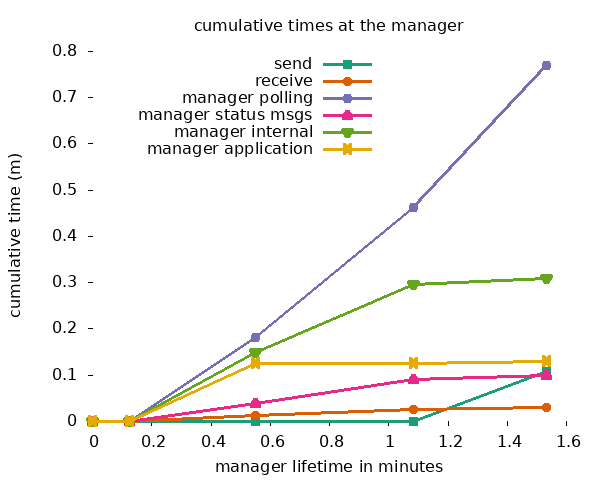 cumulative times at the manager
send
receive
manager polling
manager status msgs
manager internal
manager application
cumulative time (m)
0.8
0.7
0.6
0.5
0.4
0.3
0.2
0.1
0
0 0.2 0.4 0.6 0.8 1 1.2 1.4 1.6
manager lifetime in minutes